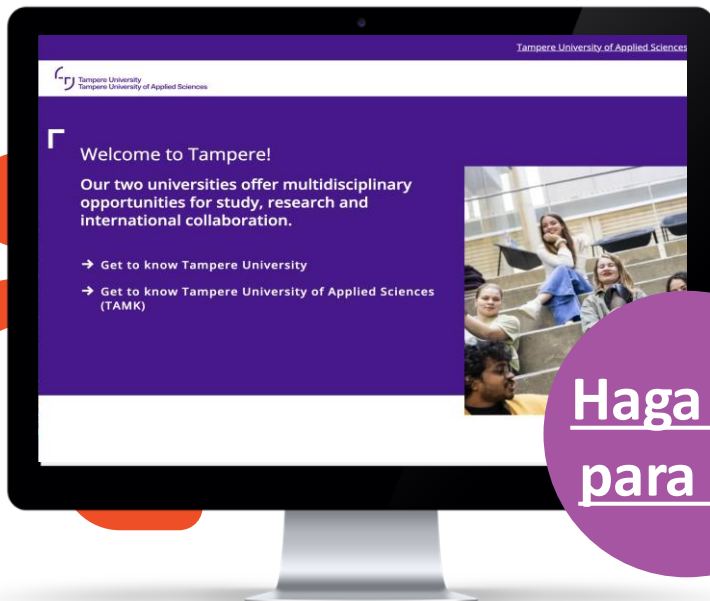 Tampere University of Applied Sciences
Tampere University
Tampere University of Applied Sciences
Welcome to Tampere!
Our two universities offer multidisciplinary
opportunities for study, research and
international collaboration.
→ Get to know Tampere University
→ Get to know Tampere University of Applied Sciences
(TAMK)
Haga
para